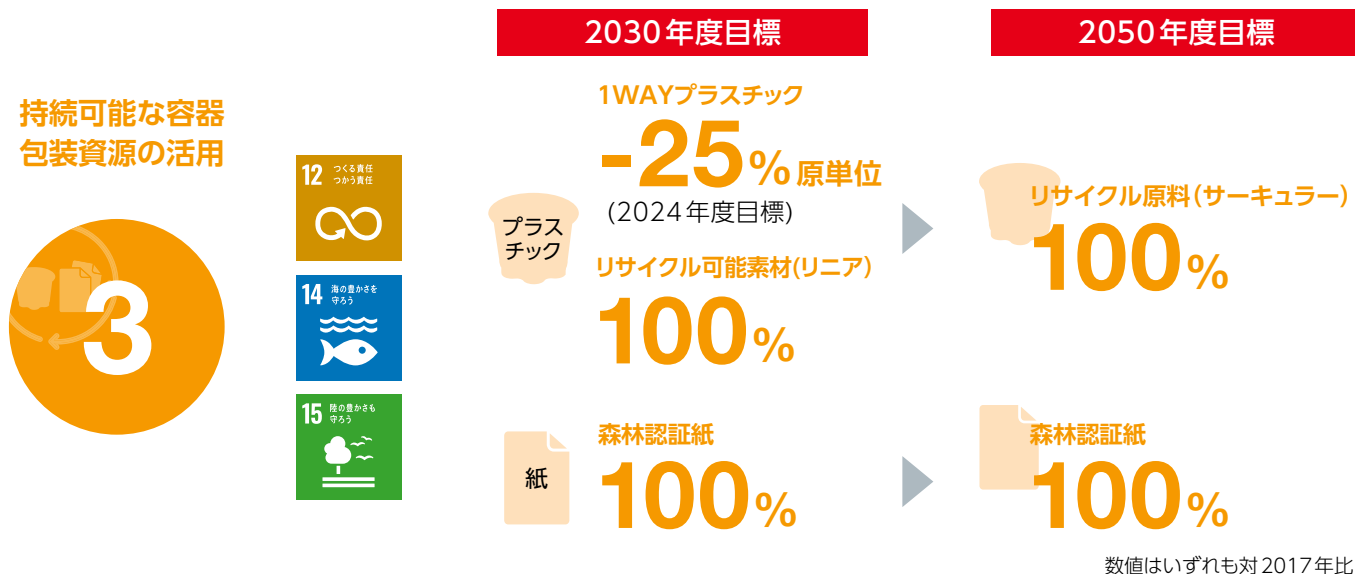 2030年度目標
2050年度目標
持続可能な容器
包装資源の活用
3
12 つくる責任
つかう責任
14 海の豊かさを
守ろう
15 陸の豊かさも
守ろう
プラス
チック
1WAYプラスチック
-25%原単位
(2024年度目標)
リサイクル可能素材(リニア)
100%
リサイクル原料(サーキュラー)
100%
紙
森林認証紙
100%
森林認証紙
100%
数値はいずれも対2017年比